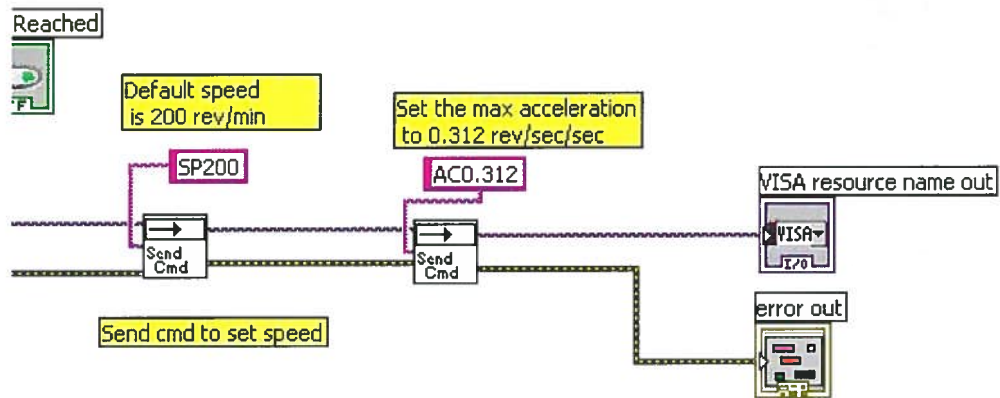 Reached
Default speed
is 200 rev/min
Set the max acceleration
to 0.312 rev/sec/sec
SP200
AC0.312
VISA resource name out
Send
Cmd
Send
Cmd
VISA
I/O
Send cmd to set speed
error out